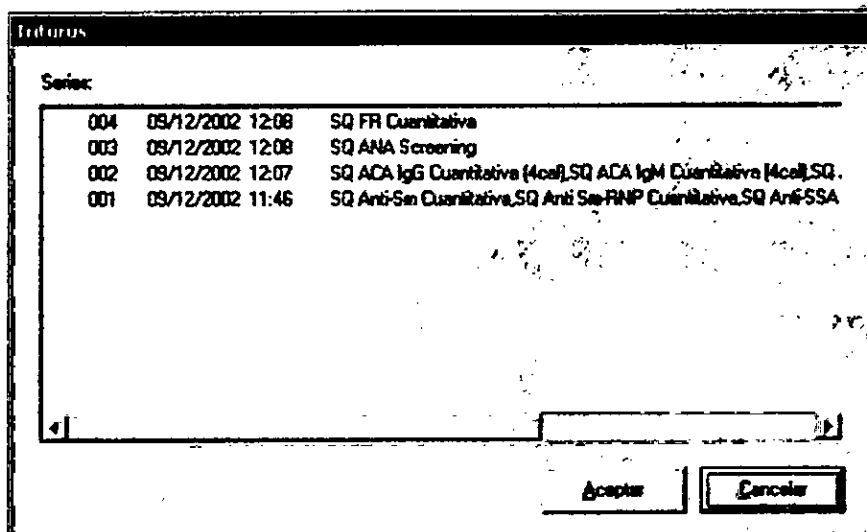 Triturus
Series:
004 09/12/2002 12:08 SQ FR Cuantitativa
003 09/12/2002 12:08 SQ ANA Screening
002 09/12/2002 12:07 SQ ACA IgG Cuantitativa (4cal),SQ ACA IgM Cuantitativa (4cal),SQ .
001 09/12/2002 11:46 SQ Anti-Sm Cuantitativa,SQ Anti Sm-RNP Cuantitativa,SQ Anti-SSA
Aceptar Cancelar